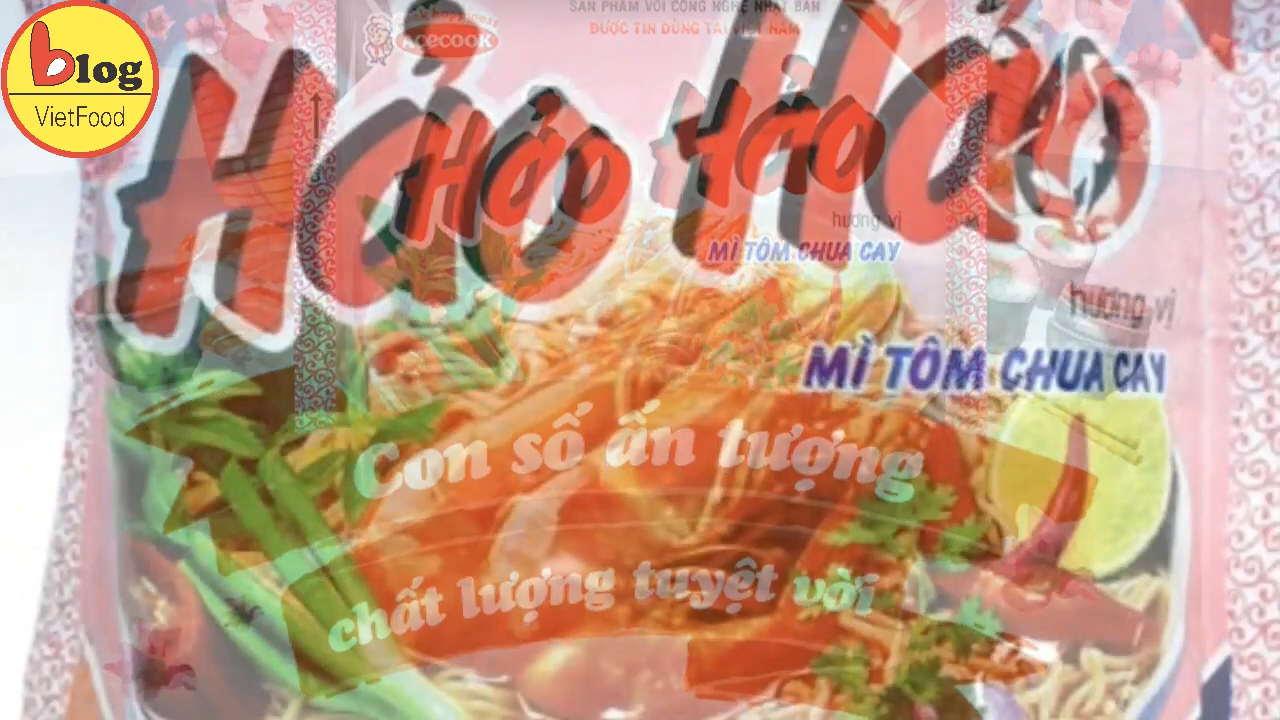 blog
VietFood
ACECOOK
SẢN PHẨM VỚI CÔNG NGHỆ NHẬT BẢN
ĐƯỢC TIN DÙNG TẠI VIỆT NAM
Hảo Hảo
Hảo Hảo
hương vị
MÌ TÔM CHUA CAY
hương vị
MÌ TÔM CHUA CAY
Con số ấn tượng
chất lượng tuyệt vời